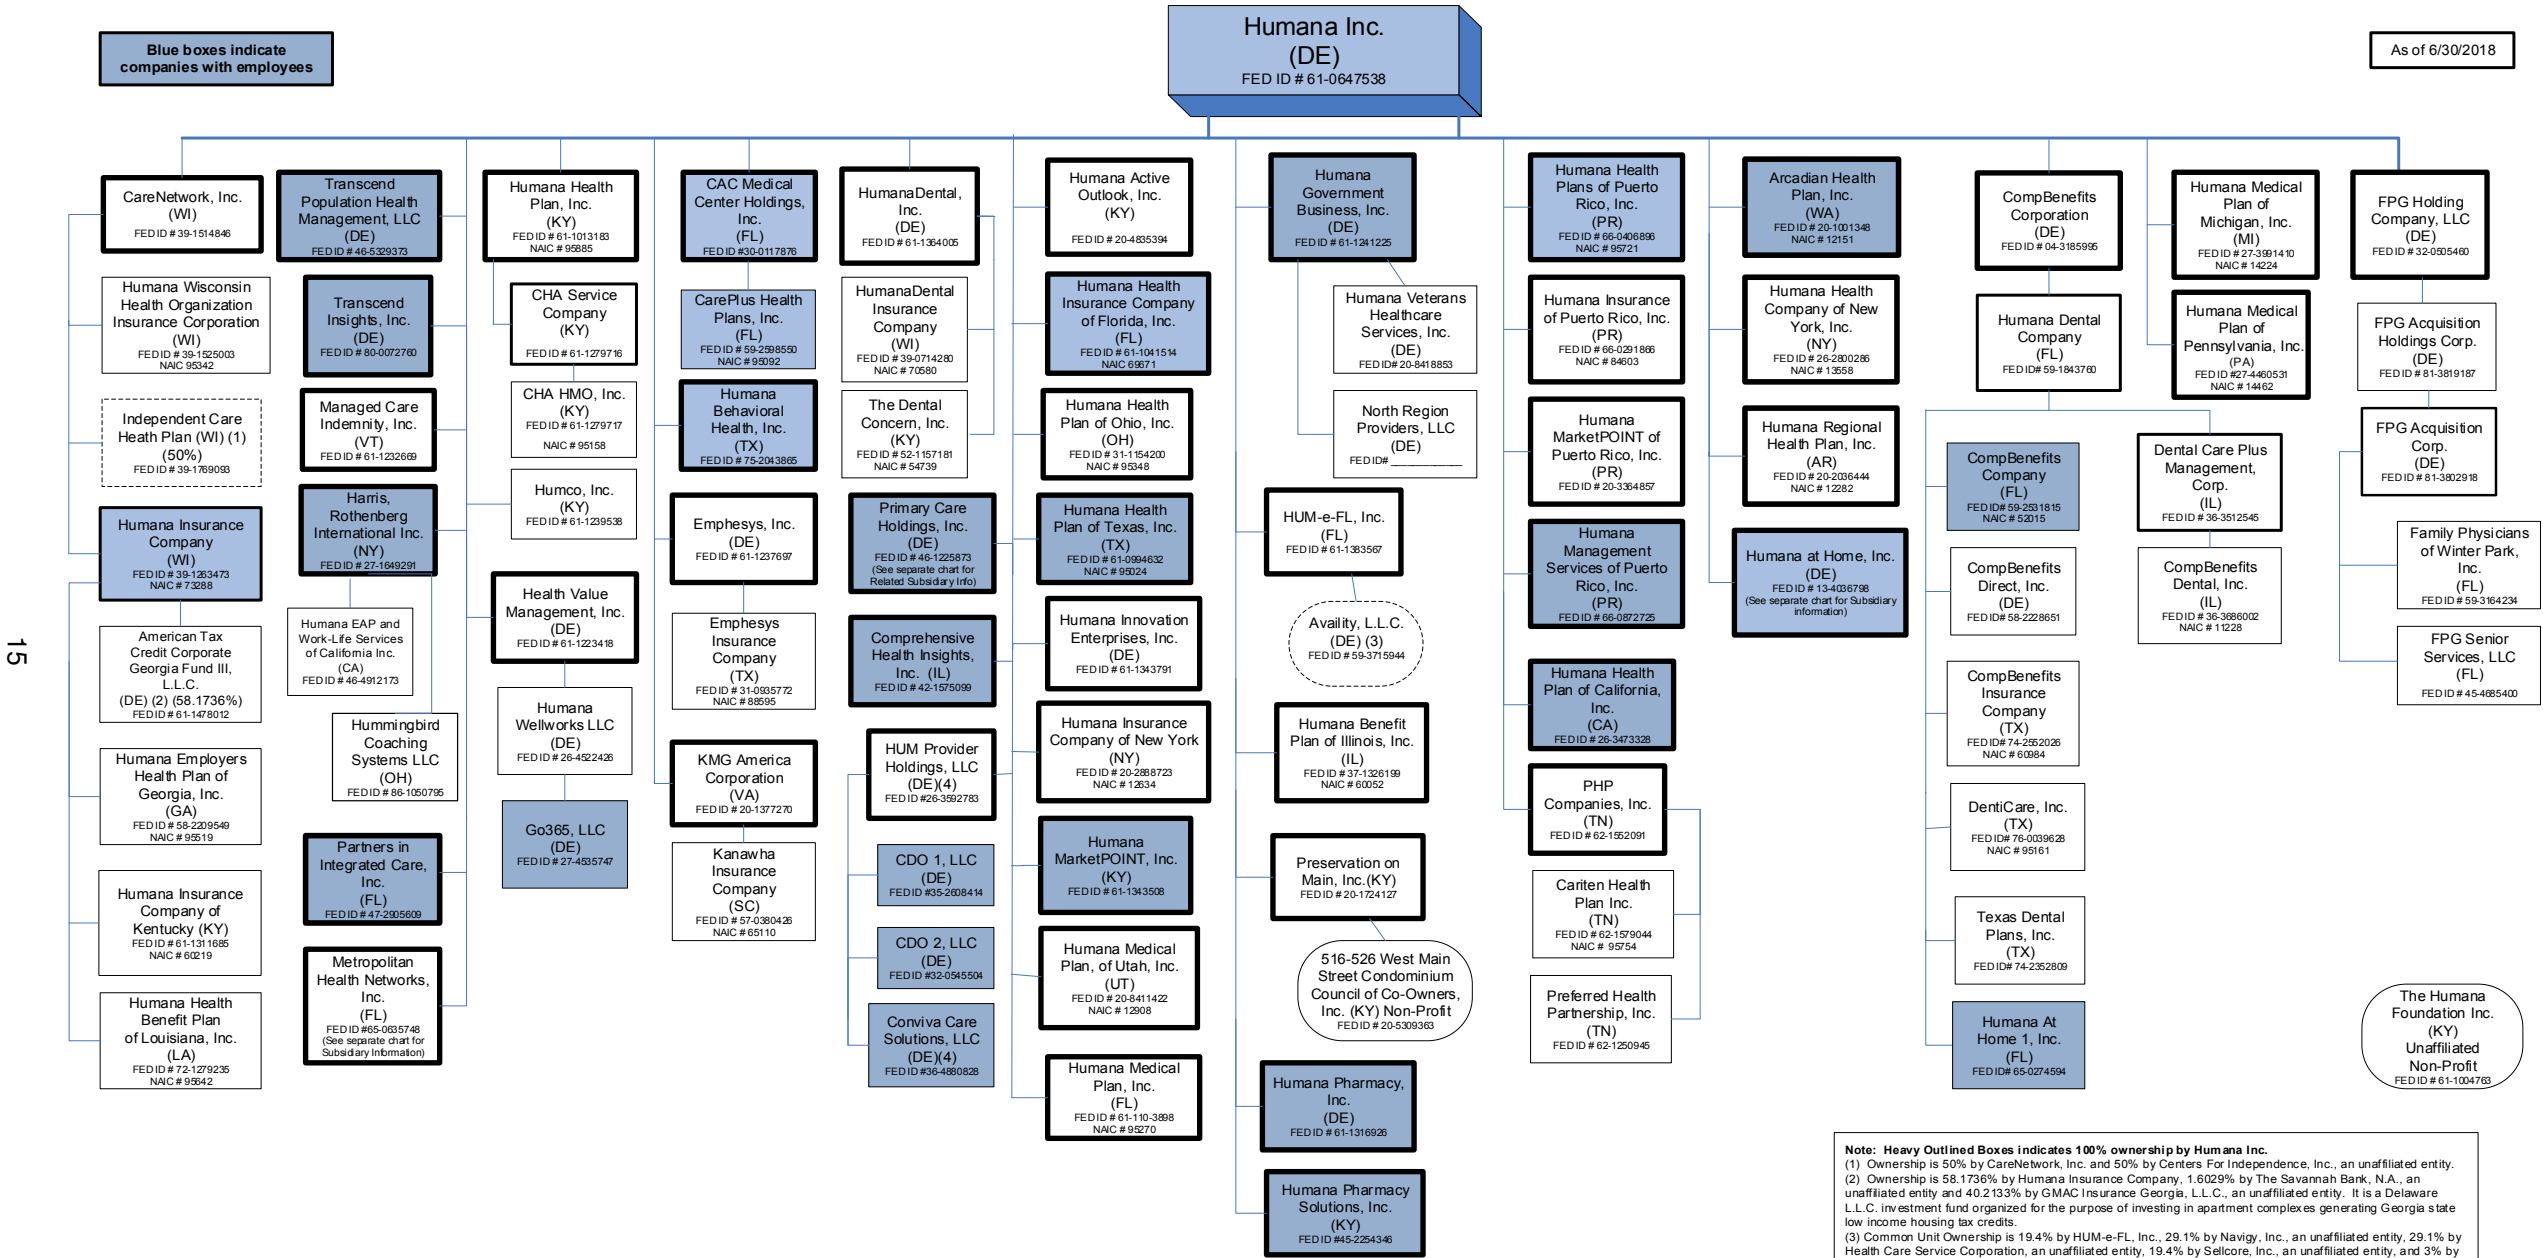 Humana Inc.
(DE)
FED ID # 61-0647538
Blue boxes indicate
companies with employees
As of 6/30/2018
CareNetwork, Inc.
(WI)
FED ID # 39-1514846
Humana Wisconsin
Health Organization
Insurance Corporation
(WI)
FED ID # 39-1525003
NAIC 95342
Independent Care
Heath Plan (WI) (1)
(50%)
FED ID # 39-1769093
Humana Insurance
Company
(WI)
FED ID # 39-1263473
NAIC # 73288
American Tax
Credit Corporate
Georgia Fund III,
L.L.C.
(DE) (2) (58.1736%)
FED ID # 61-1478012
Humana Employers
Health Plan of
Georgia, Inc.
(GA)
FED ID # 58-2209549
NAIC # 95519
Humana Insurance
Company of
Kentucky (KY)
FED ID # 61-1311685
NAIC # 60219
Humana Health
Benefit Plan
of Louisiana, Inc.
(LA)
FED ID # 72-1279235
NAIC # 95642
Transcend
Population Health
Management, LLC
(DE)
FED ID # 46-5329373
Transcend
Insights, Inc.
(DE)
FED ID # 80-0072760
Managed Care
Indemnity, Inc.
(VT)
FED ID # 61-1232669
Harris,
Rothenberg
International Inc.
(NY)
FED ID # 27-1649291
Humana EAP and
Work-Life Services
of California Inc.
(CA)
FED ID # 46-4912173
Hummingbird
Coaching
Systems LLC
(OH)
FED ID # 86-1050795
Partners in
Integrated Care,
Inc.
(FL)
FED ID # 47-2905609
Metropolitan
Health Networks,
Inc.
(FL)
FED ID #65-0635748
(See separate chart for
Subsidiary Information)
Humana Health
Plan, Inc.
(KY)
FED ID # 61-1013183
NAIC # 95885
CHA Service
Company
(KY)
FED ID # 61-1279716
CHA HMO, Inc.
(KY)
FED ID # 61-1279717
NAIC # 95158
Humco, Inc.
(KY)
FED ID # 61-1239538
Health Value
Management, Inc.
(DE)
FED ID # 61-1223418
Humana
Wellworks LLC
(DE)
FED ID # 26-4522426
Go365, LLC
(DE)
FED ID # 27-4535747
CAC Medical
Center Holdings,
Inc.
(FL)
FED ID #30-0117876
CarePlus Health
Plans, Inc.
(FL)
FED ID # 59-2598550
NAIC # 95092
Humana
Behavioral
Health, Inc.
(TX)
FED ID # 75-2043865
Emphesys, Inc.
(DE)
FED ID # 61-1237697
Emphesys
Insurance
Company
(TX)
FED ID # 31-0935772
NAIC # 88595
KMG America
Corporation
(VA)
FED ID # 20-1377270
Kanawha
Insurance
Company
(SC)
FED ID # 57-0380426
NAIC # 65110
HumanaDental,
Inc.
(DE)
FED ID # 61-1364005
HumanaDental
Insurance
Company
(WI)
FED ID # 39-0714280
NAIC # 70580
The Dental
Concern, Inc.
(KY)
FED ID # 52-1157181
NAIC # 54739
Primary Care
Holdings, Inc.
(DE)
FED ID # 46-1225873
(See separate chart for
Related Subsidiary Info)
Comprehensive
Health Insights,
Inc. (IL)
FED ID # 42-1575099
HUM Provider
Holdings, LLC
(DE)(4)
FED ID #26-3592783
CDO 1, LLC
(DE)
FED ID #35-2608414
CDO 2, LLC
(DE)
FED ID #32-0545504
Conviva Care
Solutions, LLC
(DE)(4)
FED ID #36-4880828
Humana Active
Outlook, Inc.
(KY)
FED ID # 20-4835394
Humana Health
Insurance Company
of Florida, Inc.
(FL)
FED ID # 61-1041514
NAIC 69671
Humana Health
Plan of Ohio, Inc.
(OH)
FED ID # 31-1154200
NAIC # 95348
Humana Health
Plan of Texas, Inc.
(TX)
FED ID # 61-0994632
NAIC # 95024
Humana Innovation
Enterprises, Inc.
(DE)
FED ID # 61-1343791
Humana Insurance
Company of New York
(NY)
FED ID # 20-2888723
NAIC # 12634
Humana
MarketPOINT, Inc.
(KY)
FED ID # 61-1343508
Humana Medical
Plan, of Utah, Inc.
(UT)
FED ID # 20-8411422
NAIC # 12908
Humana Medical
Plan, Inc.
(FL)
FED ID # 61-110-3898
NAIC # 95270
Humana
Government
Business, Inc.
(DE)
FED ID # 61-1241225
Humana Veterans
Healthcare
Services, Inc.
(DE)
FED ID# 20-8418853
North Region
Providers, LLC
(DE)
FED ID# ____________
HUM-e-FL, Inc.
(FL)
FED ID # 61-1383567
Availity, L.L.C.
(DE) (3)
FED ID # 59-3715944
Humana Benefit
Plan of Illinois, Inc.
(IL)
FED ID # 37-1326199
NAIC # 60052
Preservation on
Main, Inc.(KY)
FED ID # 20-1724127
516-526 West Main
Street Condominium
Council of Co-Owners,
Inc. (KY) Non-Profit
FED ID # 20-5309363
Humana Pharmacy,
Inc.
(DE)
FED ID # 61-1316926
Humana Pharmacy
Solutions, Inc.
(KY)
FED ID #45-2254346
Humana Health
Plans of Puerto
Rico, Inc.
(PR)
FED ID # 66-0406896
NAIC # 95721
Humana Insurance
of Puerto Rico, Inc.
(PR)
FED ID # 66-0291866
NAIC # 84603
Humana
MarketPOINT of
Puerto Rico, Inc.
(PR)
FED ID # 20-3364857
Humana
Management
Services of Puerto
Rico, Inc.
(PR)
FED ID # 66-0872725
Humana Health
Plan of California,
Inc.
(CA)
FED ID # 26-3473328
PHP
Companies, Inc.
(TN)
FED ID # 62-1552091
Cariten Health
Plan Inc.
(TN)
FED ID # 62-1579044
NAIC # 95754
Preferred Health
Partnership, Inc.
(TN)
FED ID # 62-1250945
Arcadian Health
Plan, Inc.
(WA)
FED ID # 20-1001348
NAIC # 12151
Humana Health
Company of New
York, Inc.
(NY)
FED ID # 26-2800286
NAIC # 13558
Humana Regional
Health Plan, Inc.
(AR)
FED ID # 20-2036444
NAIC # 12282
Humana at Home, Inc.
(DE)
FED ID # 13-4036798
(See separate chart for Subsidiary
information)
CompBenefits
Corporation
(DE)
FED ID # 04-3185995
Humana Dental
Company
(FL)
FED ID# 59-1843760
CompBenefits
Company
(FL)
FED ID# 59-2531815
NAIC # 52015
CompBenefits
Direct, Inc.
(DE)
FED ID# 58-2228651
CompBenefits
Insurance
Company
(TX)
FED ID# 74-2552026
NAIC # 60984
DentiCare, Inc.
(TX)
FED ID# 76-0039628
NAIC # 95161
Texas Dental
Plans, Inc.
(TX)
FED ID# 74-2352809
Humana At
Home 1, Inc.
(FL)
FED ID# 65-0274594
Dental Care Plus
Management,
Corp.
(IL)
FED ID # 36-3512545
CompBenefits
Dental, Inc.
(IL)
FED ID # 36-3686002
NAIC # 11228
Humana Medical
Plan of
Michigan, Inc.
(MI)
FED ID # 27-3991410
NAIC # 14224
Humana Medical
Plan of
Pennsylvania, Inc.
(PA)
FED ID #27-4460531
NAIC # 14462
FPG Holding
Company, LLC
(DE)
FED ID # 32-0505460
FPG Acquisition
Holdings Corp.
(DE)
FED ID # 81-3819187
FPG Acquisition
Corp.
(DE)
FED ID # 81-3802918
Family Physicians
of Winter Park,
Inc.
(FL)
FED ID # 59-3164234
FPG Senior
Services, LLC
(FL)
FED ID # 45-4685400
The Humana
Foundation Inc.
(KY)
Unaffiliated
Non-Profit
FED ID # 61-1004763
Note: Heavy Outlined Boxes indicates 100% ownership by Humana Inc.
(1) Ownership is 50% by CareNetwork, Inc. and 50% by Centers For Independence, Inc., an unaffiliated entity.
(2) Ownership is 58.1736% by Humana Insurance Company, 1.6029% by The Savannah Bank, N.A., an
unaffiliated entity and 40.2133% by GMAC Insurance Georgia, L.L.C., an unaffiliated entity. It is a Delaware
L.L.C. investment fund organized for the purpose of investing in apartment complexes generating Georgia state
low income housing tax credits.
(3) Common Unit Ownership is 19.4% by HUM-e-FL, Inc., 29.1% by Navigy, Inc., an unaffiliated entity, 29.1% by
Health Care Service Corporation, an unaffiliated entity, 19.4% by Sellcore, Inc., an unaffiliated entity, and 3% by
15